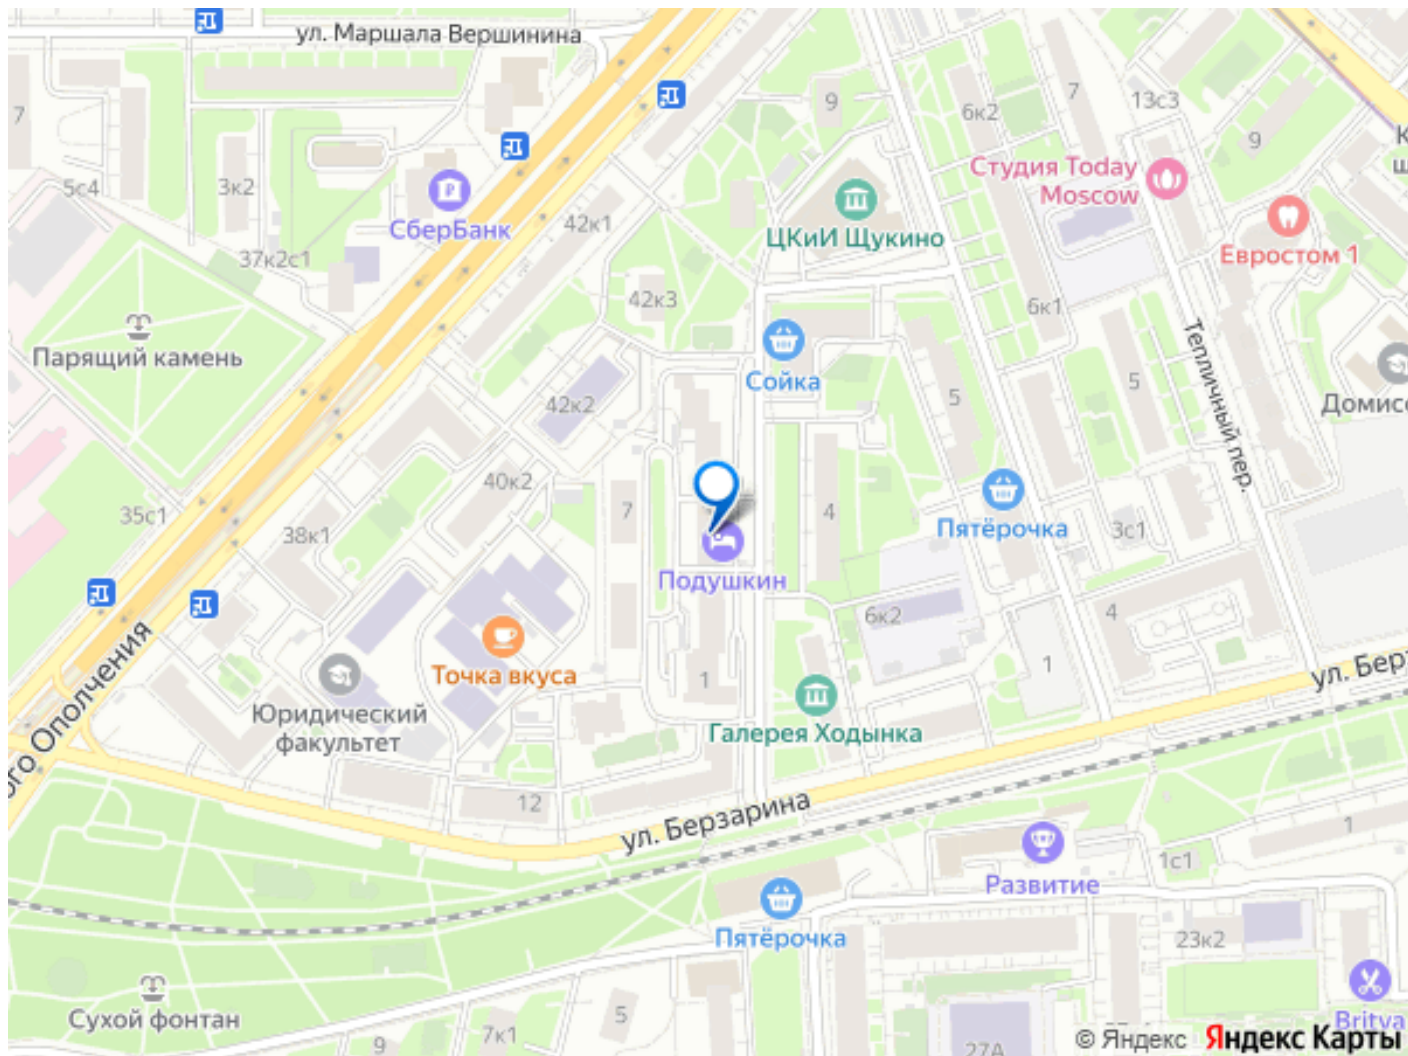 ул. Маршала Вершинина
7
9
6к2
7
13с3
9
5с4
3к2
СберБанк
42к1
Студия Today
Moscow
ЦКиИ Щукино
Евростом 1
37к2с1
42к3
6к1
Парящий камень
Сойка
Тепличный пер.
42к2
5
5
Домисо
40к2
35с1
38к1
7
4
Пятёрочка
3с1
Подушкин
6к2
4
Точка вкуса
1
1
ул. Бер
Юридический
факультет
Галерея Ходынка
ого Ополчения
12
ул. Берзарина
1
1с1
Развитие
Пятёрочка
23к2
Сухой фонтан
5
7к1
9
27А
Britva
© Яндекс Яндекс Карты